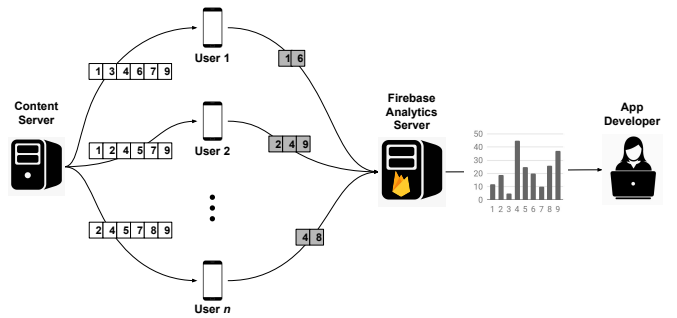 User 1
1 3 4 6 7 9
1 6
Content
Server
1 2 4 5 7 9
User 2
2 4 9
Firebase
Analytics
Server
50
40
30
20
10
0
1 2 3 4 5 6 7 8 9
App
Developer
2 4 5 7 8 9
4 8
User n